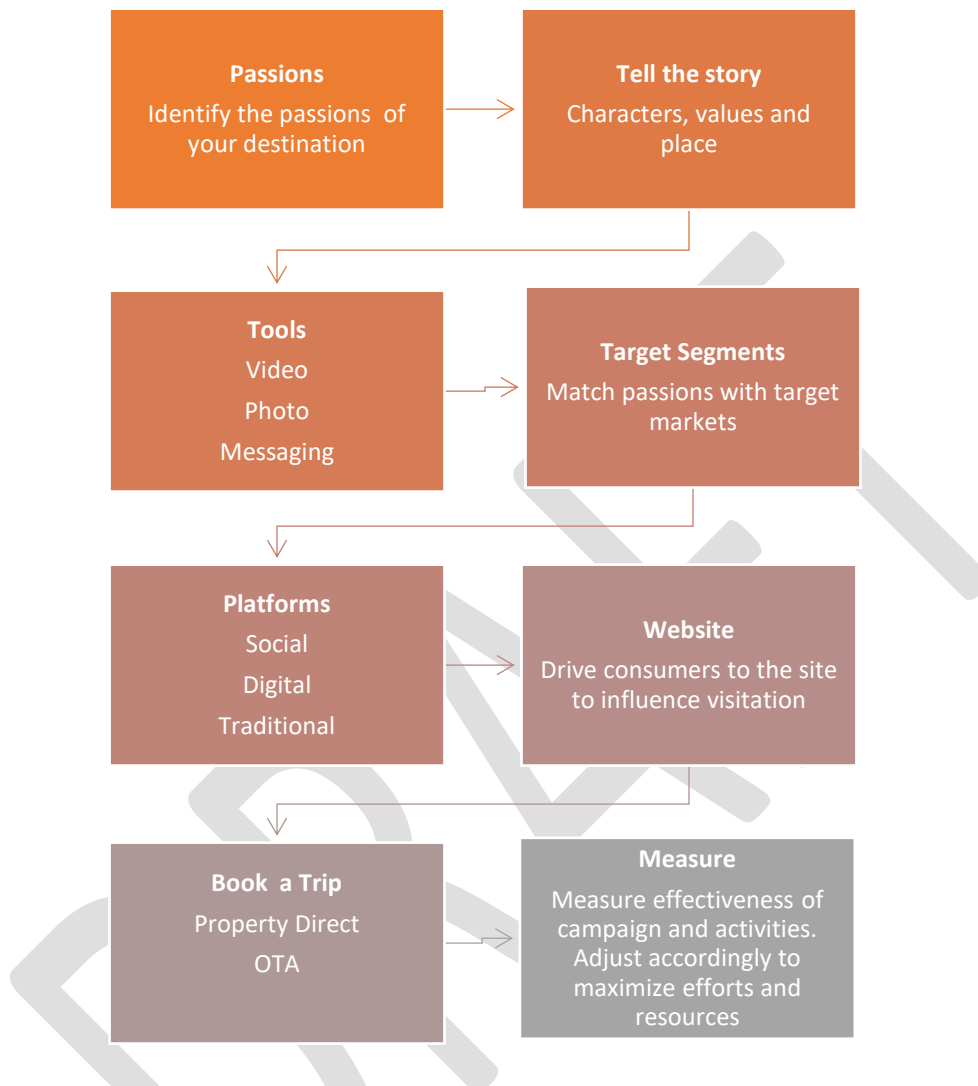 Passions
Identify the passions of
your destination
Tell the story
Characters, values and
place
Tools
Video
Photo
Messaging
Target Segments
Match passions with target
markets
Platforms
Social
Digital
Traditional
Website
Drive consumers to the site
to influence visitation
Book a Trip
Property Direct
OTA
Measure
Measure effectiveness of
campaign and activities.
Adjust accordingly to
maximize efforts and
resources
DRAFT